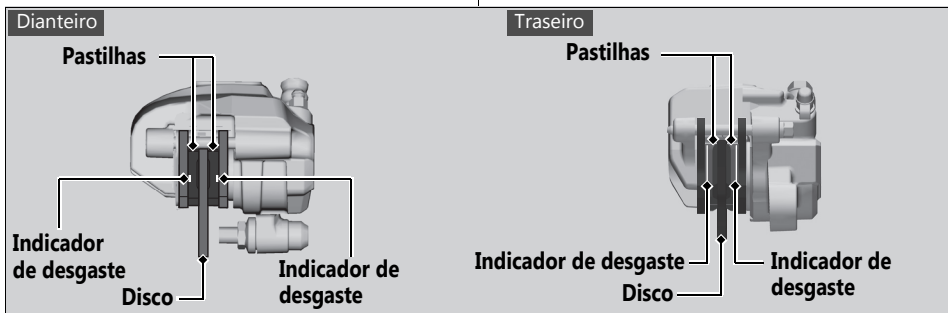 Dianteiro
Pastilhas
Indicador
de desgaste
Disco
Indicador de
desgaste
Traseiro
Pastilhas
Indicador de desgaste
Disco
Indicador de
desgaste